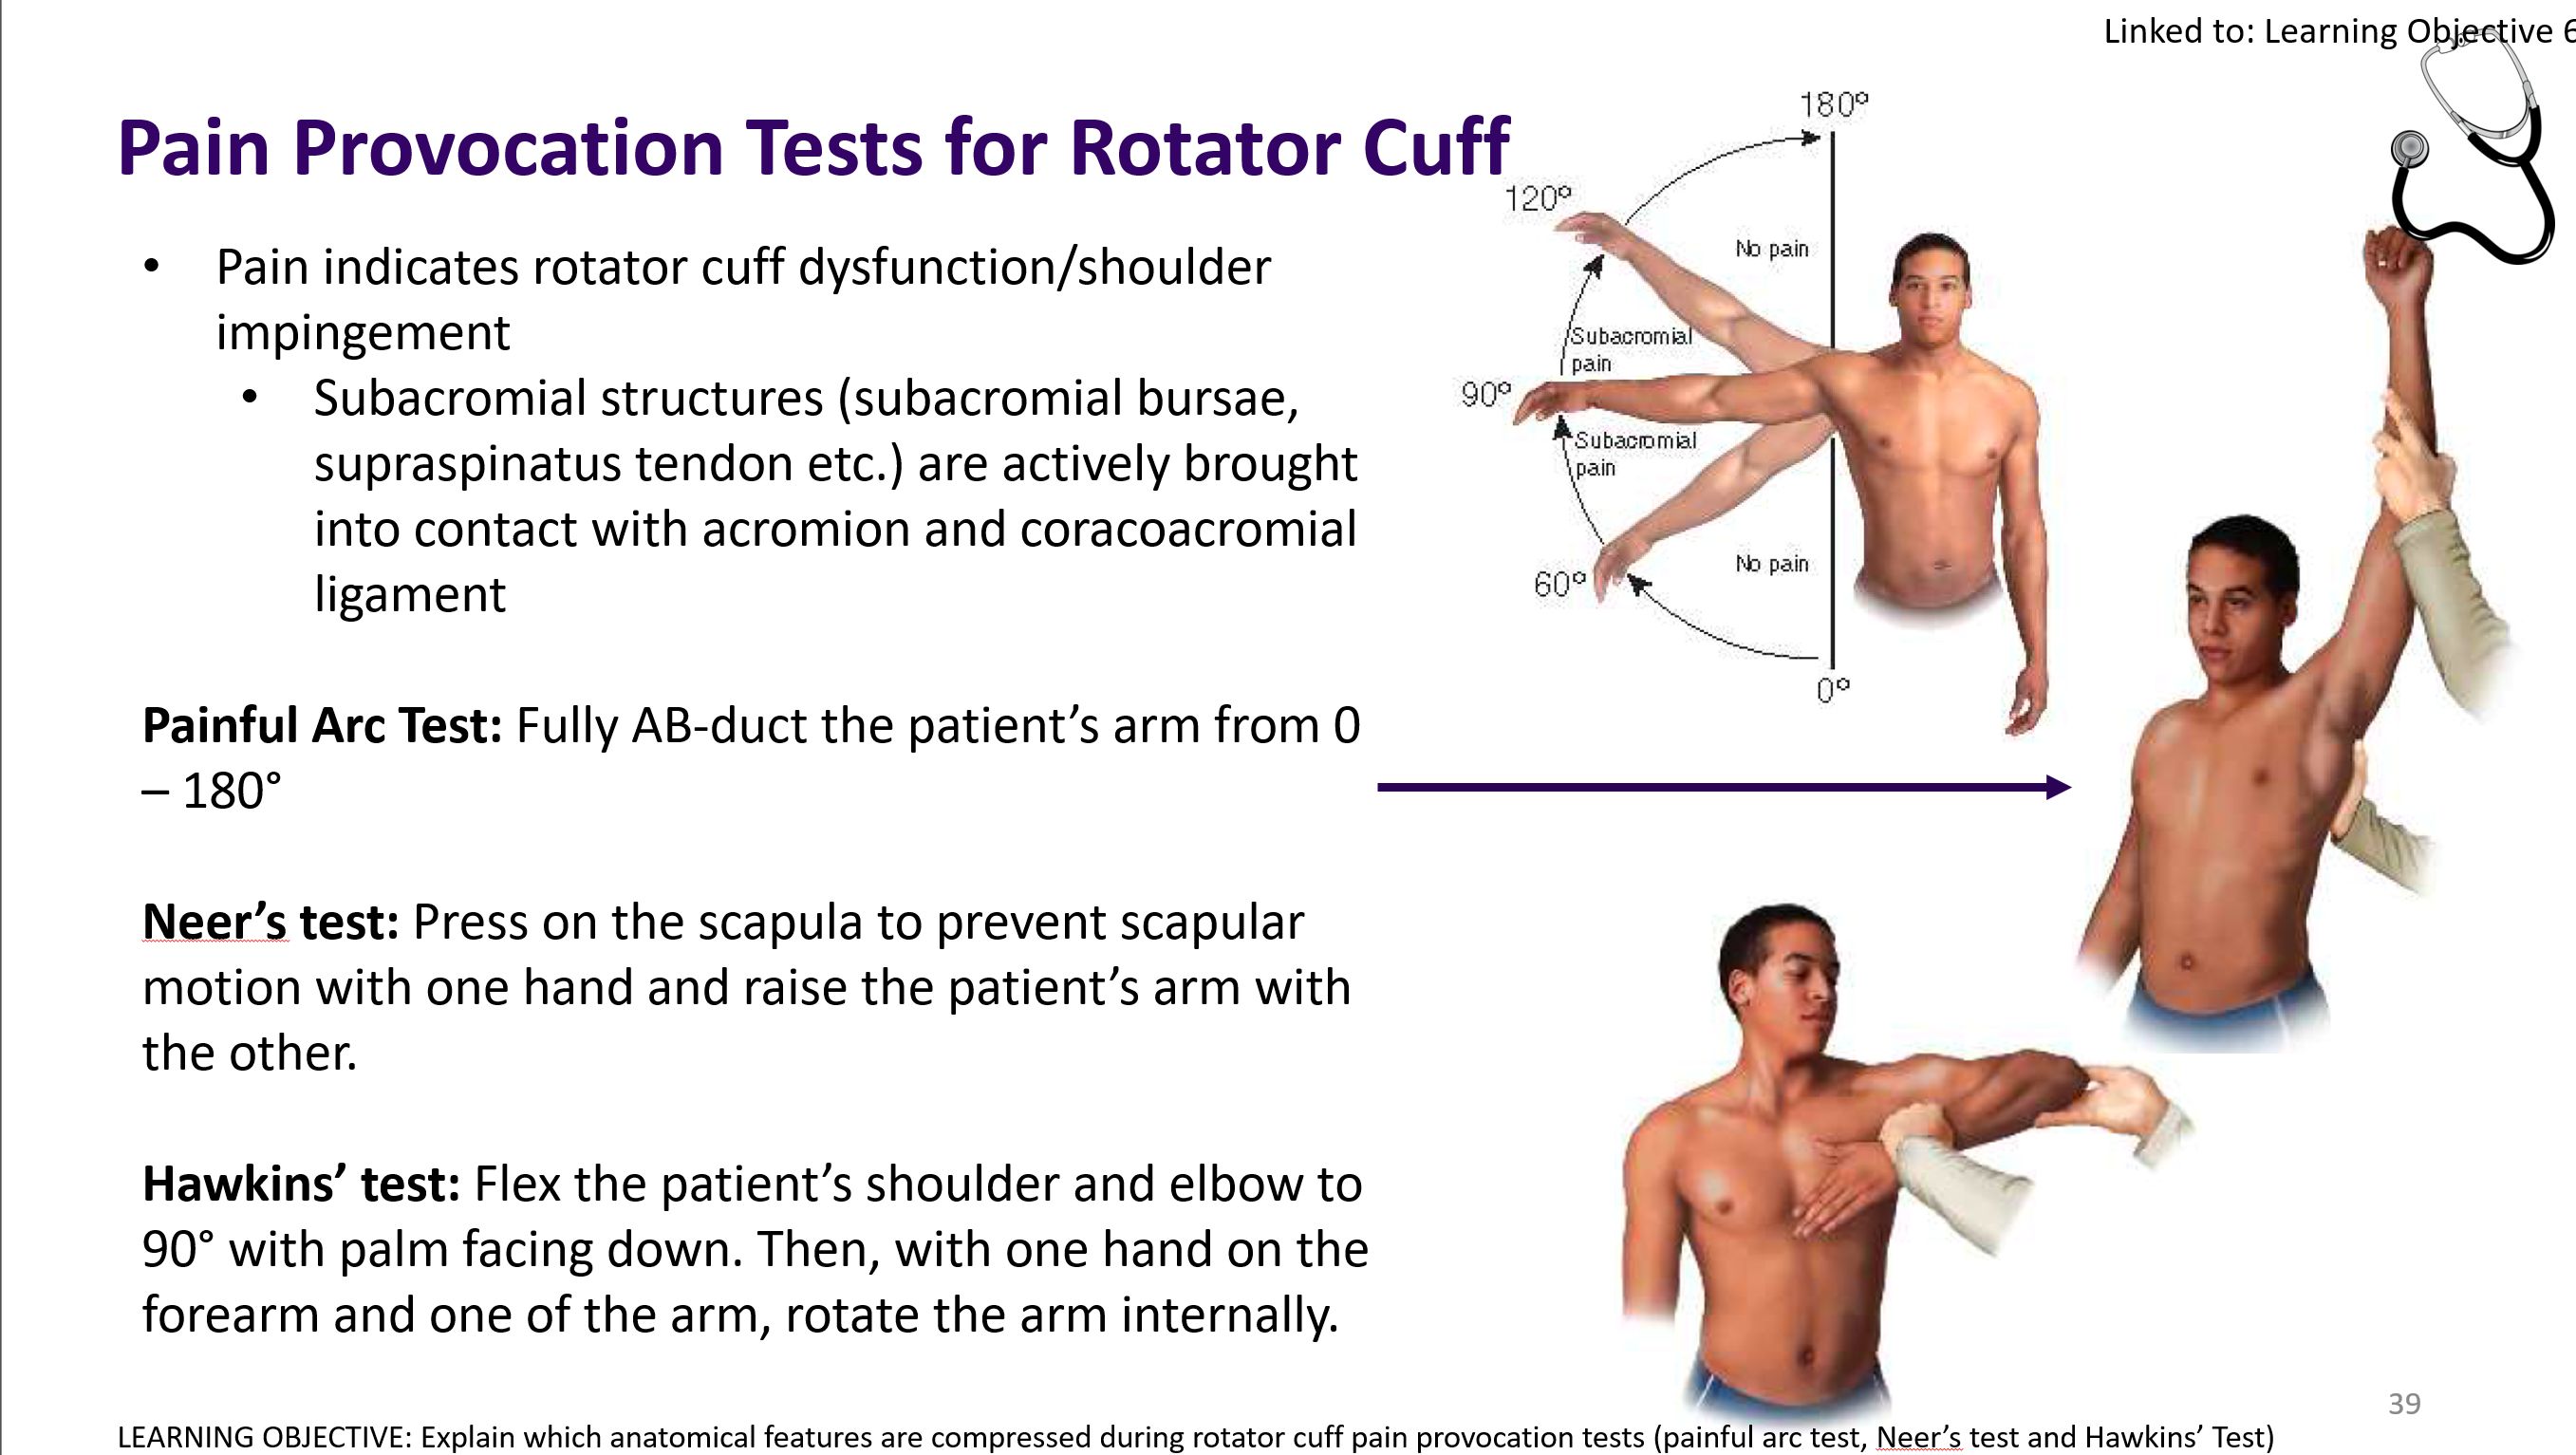 Linked to: Learning Objective 6
Pain Provocation Tests for Rotator Cuff
• Pain indicates rotator cuff dysfunction/shoulder
impingement
• Subacromial structures (subacromial bursae,
supraspinatus tendon etc.) are actively brought
into contact with acromion and coracoacromial
ligament
Painful Arc Test: Fully AB-duct the patient’s arm from 0
– 180°
Neer’s test: Press on the scapula to prevent scapular
motion with one hand and raise the patient’s arm with
the other.
Hawkins’ test: Flex the patient’s shoulder and elbow to
90° with palm facing down. Then, with one hand on the
forearm and one of the arm, rotate the arm internally.
180º
120º
No pain
Subacromial
pain
90º
Subacromial
pain
No pain
60º
0º
39
LEARNING OBJECTIVE: Explain which anatomical features are compressed during rotator cuff pain provocation tests (painful arc test, Neer’s test and Hawkins’ Test)